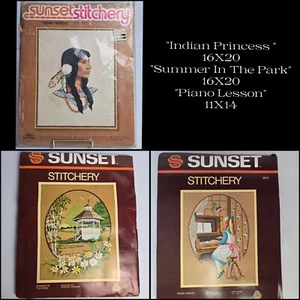 sunset
stitchery
"Indian Princess "
16X20
"Summer In The Park"
16X20
"Piano Lesson"
11X14
SUNSET
STITCHERY
SUNSET
STITCHERY